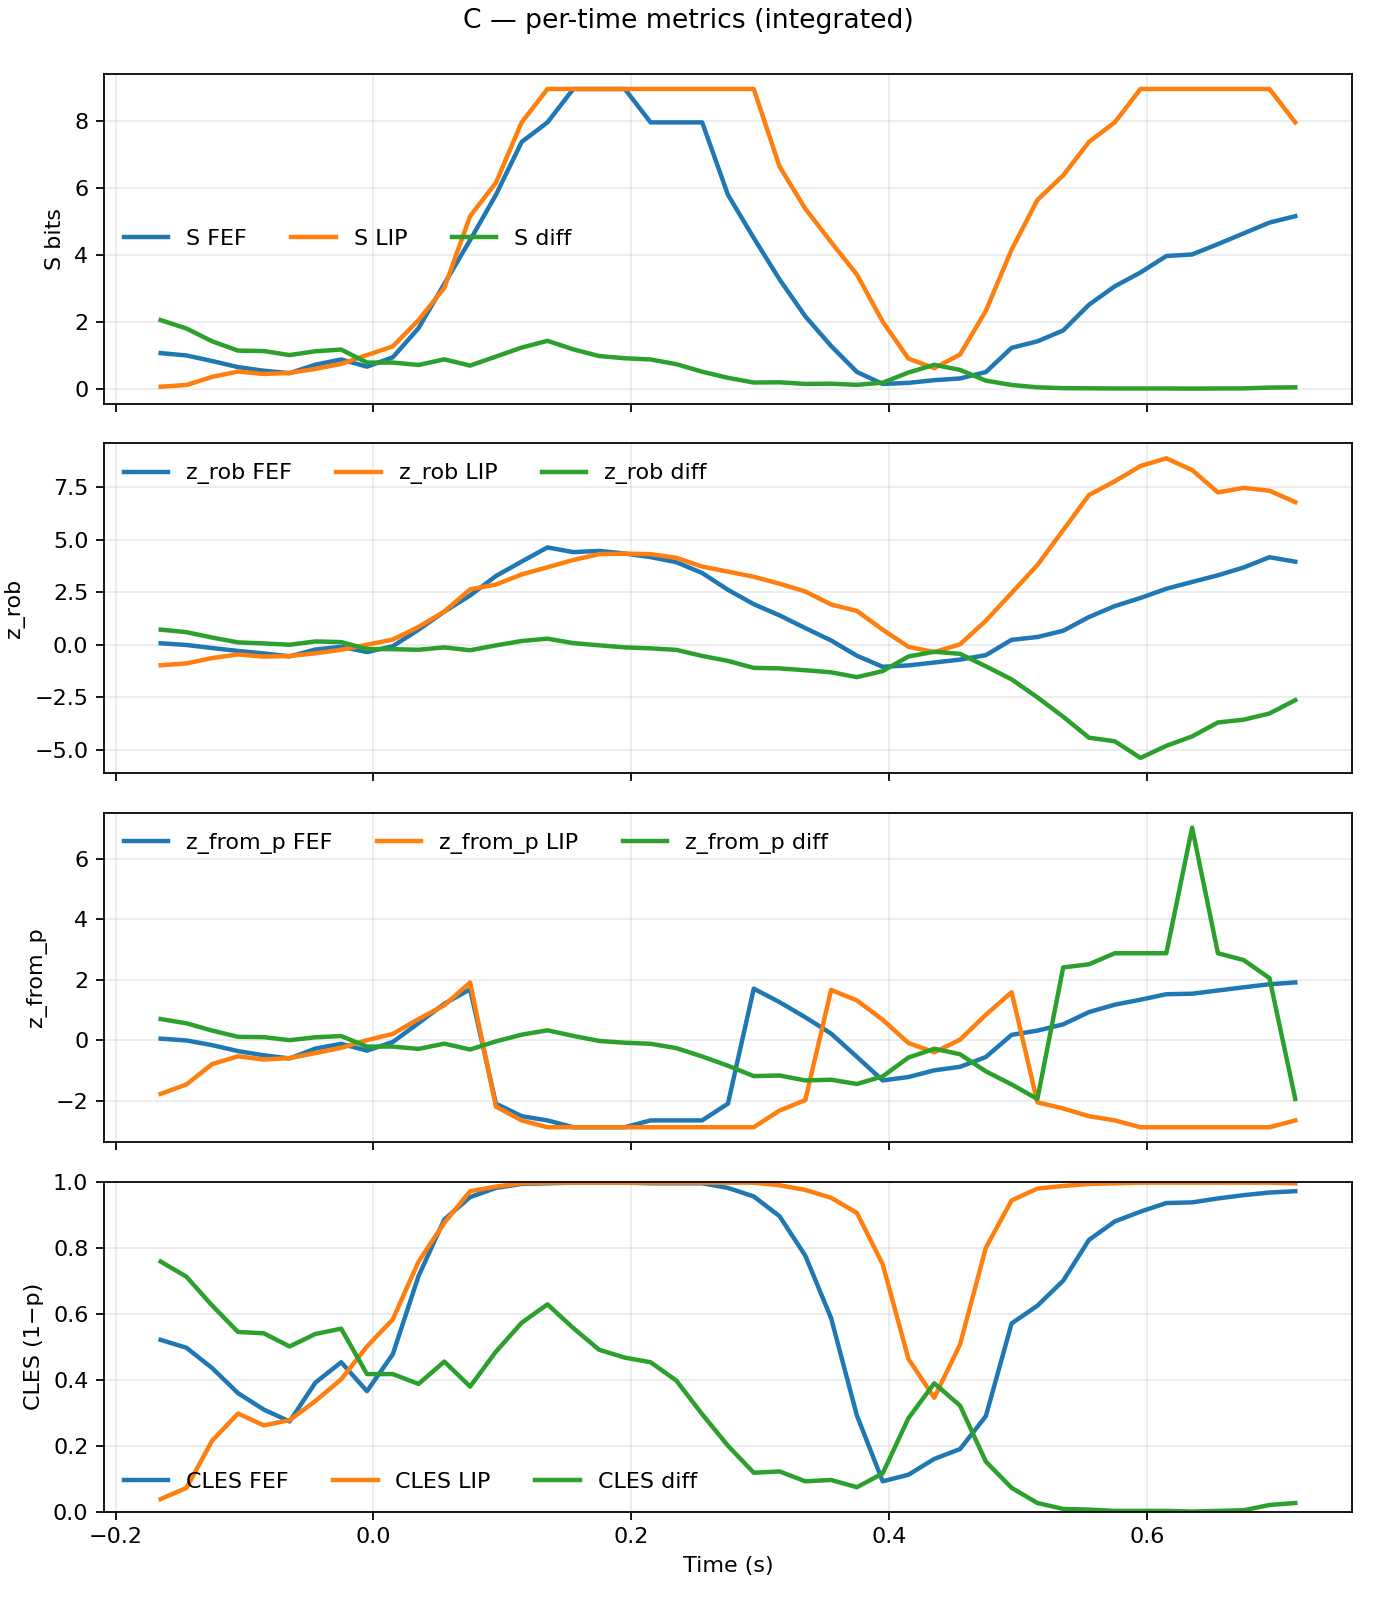 C — per-time metrics (integrated)
8
6
4
2
0
S bits
S FEF S LIP S diff
7.5
5.0
2.5
0.0
−2.5
−5.0
z_rob
z_rob FEF z_rob LIP z_rob diff
6
4
2
0
−2
z_from_p
z_from_p FEF z_from_p LIP z_from_p diff
1.0
0.8
0.6
0.4
0.2
0.0
CLES (1−p)
CLES FEF CLES LIP CLES diff
−0.2 0.0 0.2 0.4 0.6
Time (s)